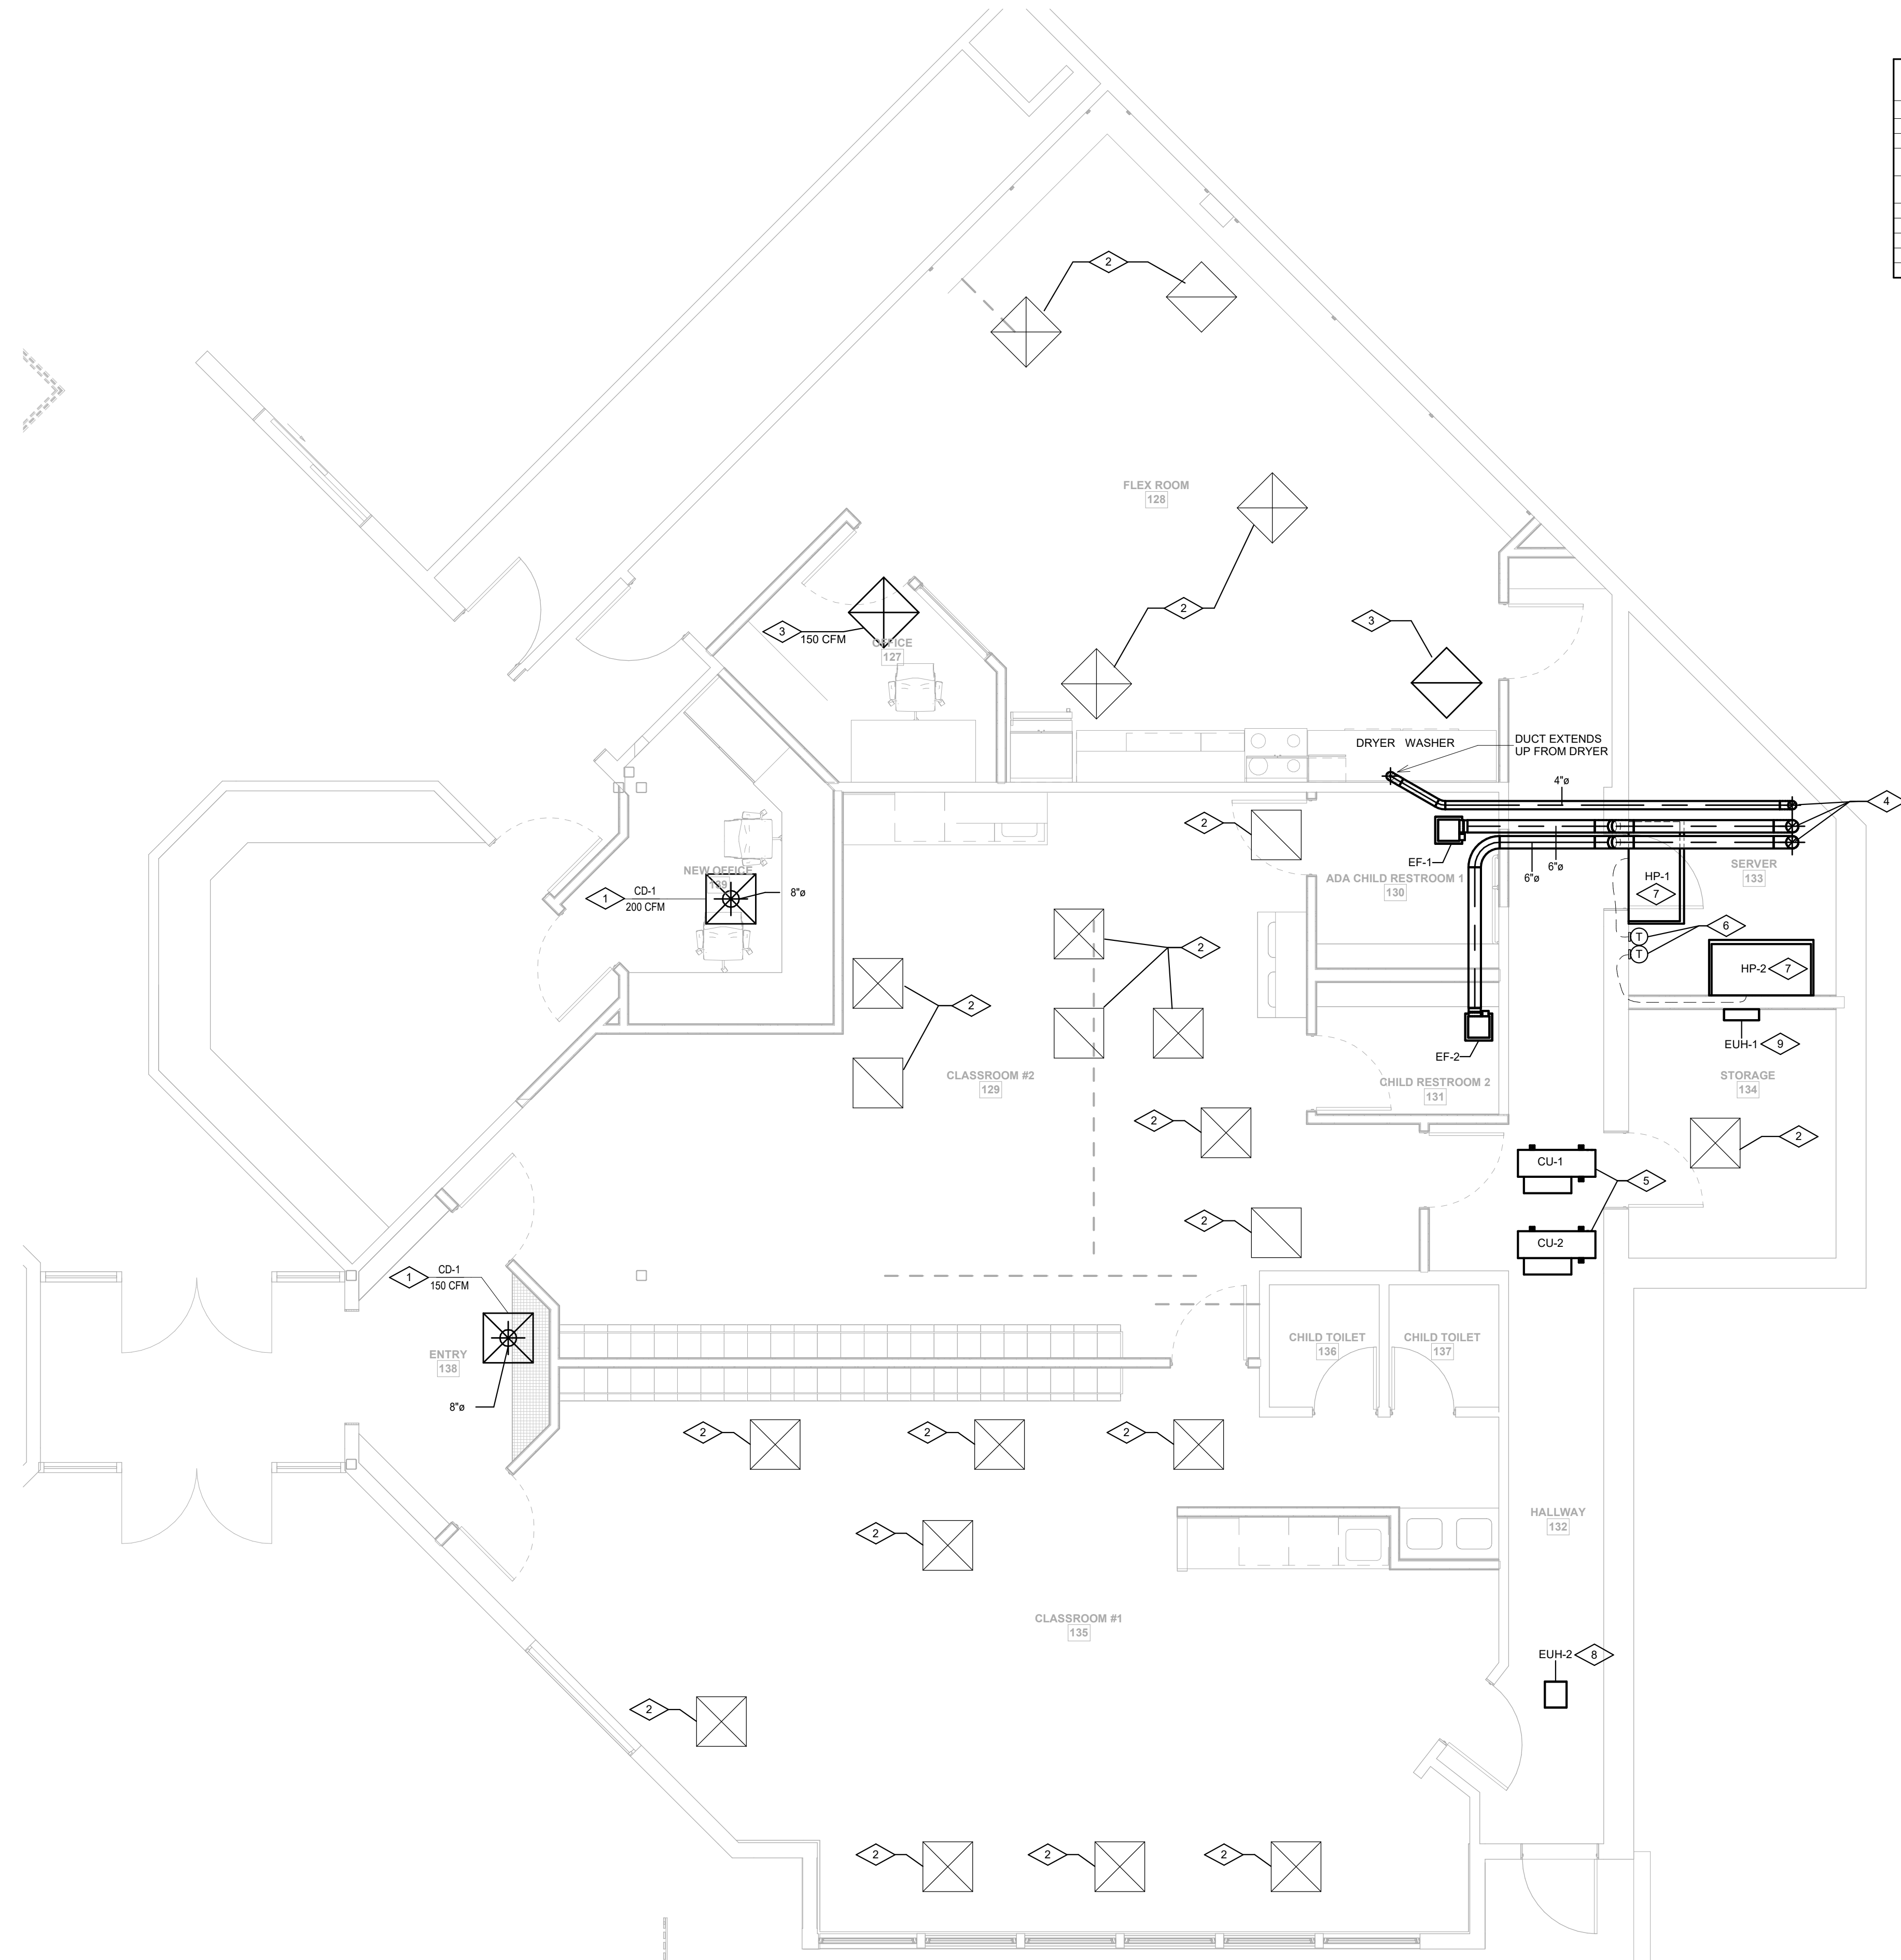 2
FLEX ROOM
128
2
3
150 CFM
OFFICE
127
3
DRYER WASHER
DUCT EXTENDS
UP FROM DRYER
4"ø
4
2
EF-1
6"ø
6"ø
SERVER
133
HP-1
7
NEW OFFICE
139
CD-1
1
200 CFM
8"ø
ADA CHILD RESTROOM 1
130
6
T
T
2
HP-2
7
2
EUH-1
9
EF-2
CLASSROOM #2
129
CHILD RESTROOM 2
131
STORAGE
134
2
2
CU-1
5
2
CU-2
CD-1
1
150 CFM
ENTRY
138
8"ø
CHILD TOILET
136
CHILD TOILET
137
2
2
2
2
HALLWAY
132
CLASSROOM #1
135
EUH-2
8
2
2
2
2